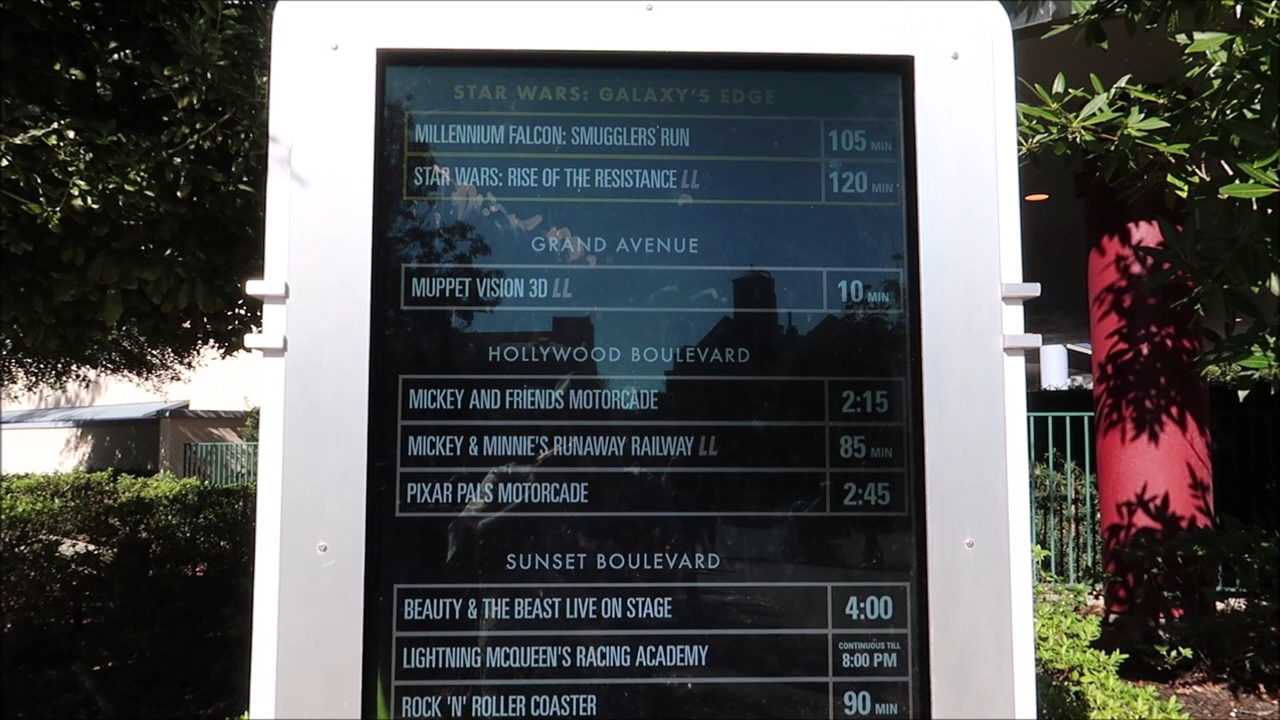 STAR WARS: GALAXY'S EDGE
MILLENNIUM FALCON: SMUGGLERS RUN 105 MIN
STAR WARS: RISE OF THE RESISTANCE LL 120 MIN
GRAND AVENUE
MUPPET VISION 3D LL 10 MIN
HOLLYWOOD BOULEVARD
MICKEY AND FRIENDS MOTORCADE 2:15
MICKEY & MINNIE'S RUNAWAY RAILWAY LL 85 MIN
PIXAR PALS MOTORCADE 2:45
SUNSET BOULEVARD
BEAUTY & THE BEAST LIVE ON STAGE 4:00
LIGHTNING MCQUEEN'S RACING ACADEMY CONTINUOUS TILL 8:00 PM
ROCK 'N' ROLLER COASTER 90 MIN